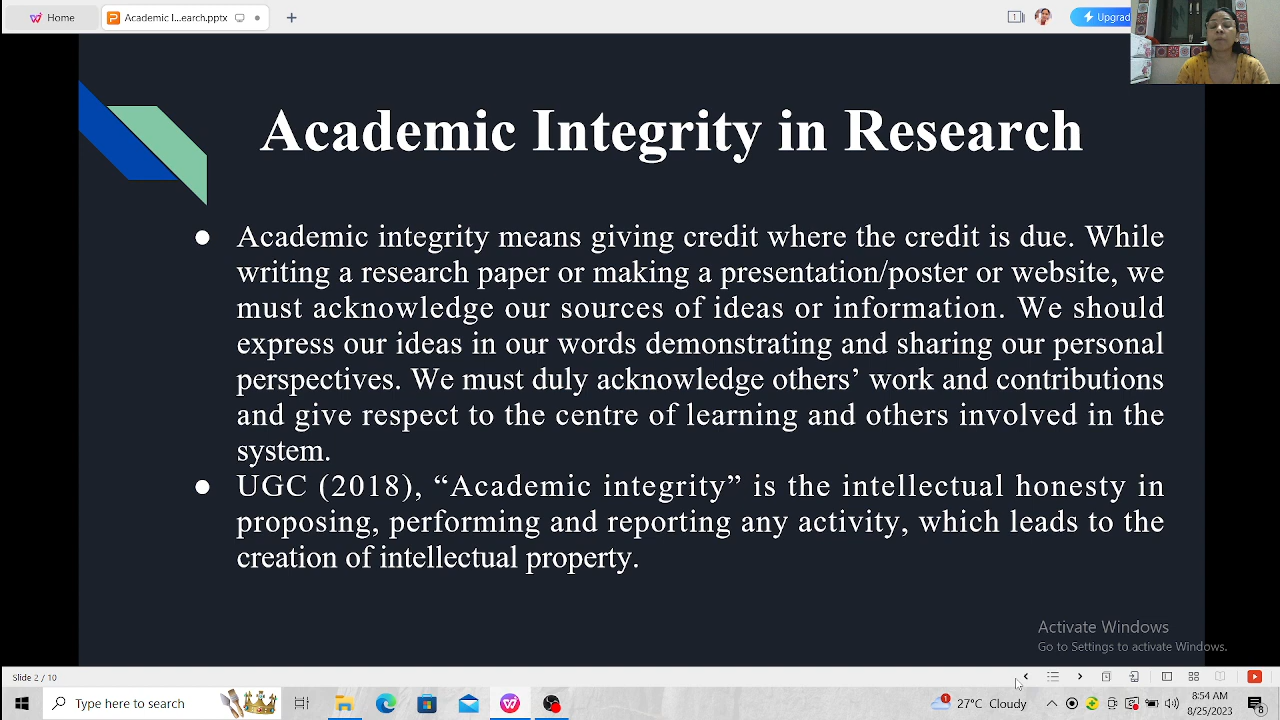 Home
Academic I...earch.pptx
1
Upgrad
Academic Integrity in Research
Academic integrity means giving credit where the credit is due. While
writing a research paper or making a presentation/poster or website, we
must acknowledge our sources of ideas or information. We should
express our ideas in our words demonstrating and sharing our personal
perspectives. We must duly acknowledge others’ work and contributions
and give respect to the centre of learning and others involved in the
system.
UGC (2018), “Academic integrity” is the intellectual honesty in
proposing, performing and reporting any activity, which leads to the
creation of intellectual property.
Activate Windows
Go to Settings to activate Windows.
Slide 2 / 10
Type here to search
1
27°C Cloudy
8:54 AM
8/25/2023
8